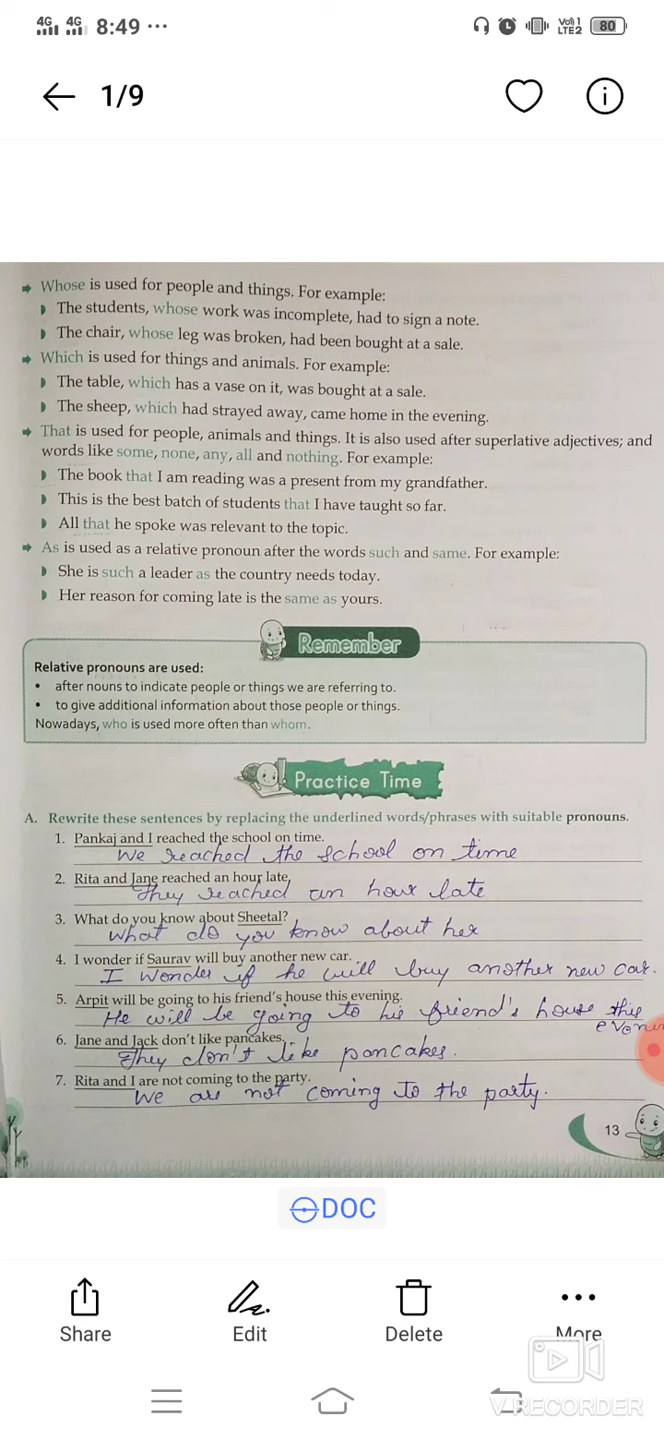 4G 4G 8:49 ··· Vo)) 1 LTE2 80
1/9
Whose is used for people and things. For example:
The students, whose work was incomplete, had to sign a note.
The chair, whose leg was broken, had been bought at a sale.
Which is used for things and animals. For example:
The table, which has a vase on it, was bought at a sale.
The sheep, which had strayed away, came home in the evening.
That is used for people, animals and things. It is also used after superlative adjectives; and
words like some, none, any, all and nothing. For example:
The book that I am reading was a present from my grandfather.
This is the best batch of students that I have taught so far.
All that he spoke was relevant to the topic.
As is used as a relative pronoun after the words such and same. For example:
She is such a leader as the country needs today.
Her reason for coming late is the same as yours.
Remember
Relative pronouns are used:
• after nouns to indicate people or things we are referring to.
• to give additional information about those people or things.
Nowadays, who is used more often than whom.
Practice Time
A. Rewrite these sentences by replacing the underlined words/phrases with suitable pronouns.
1. Pankaj and I reached the school on time.
We reached the school on time
2. Rita and Jane reached an hour late.
They reached an hour late
3. What do you know about Sheetal?
What do you know about her
4. I wonder if Saurav will buy another new car.
I wonder if he will buy another new car.
5. Arpit will be going to his friend's house this evening.
He will be going to his friend's house this
6. Jane and Jack don't like pancakes.
They don't like pancakes.
7. Rita and I are not coming to the party.
We are not coming to the party.
13
DOC
Share Edit Delete More
V RECORDER